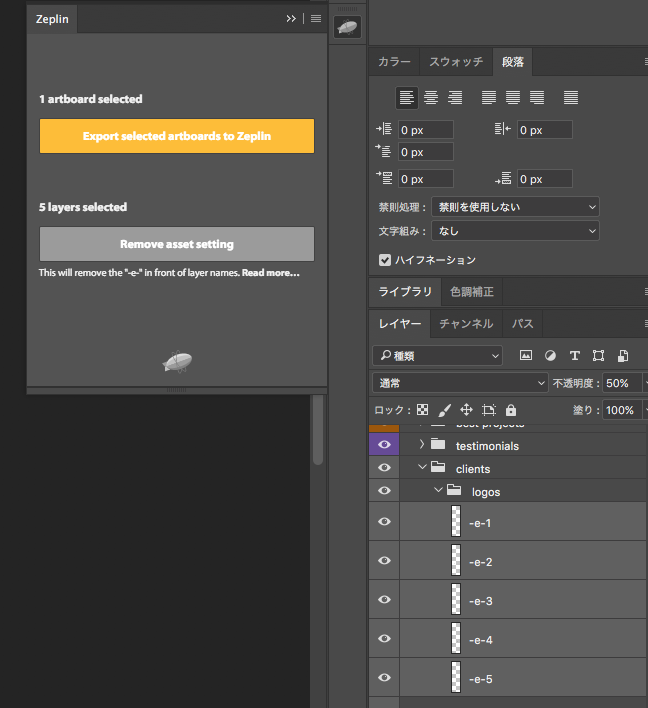 Zeplin
1 artboard selected
Export selected artboards to Zeplin
5 layers selected
Remove asset setting
This will remove the "-e-" in front of layer names. Read more...
カラー
スウォッチ
段落
0 px
0 px
0 px
0 px
0 px
禁則処理 :
禁則を使用しない
文字組み :
なし
ハイフネーション
ライブラリ
色調補正
レイヤー
チャンネル
パス
種類
通常
不透明度 :
50%
ロック :
塗り :
100%
best projects
testimonials
clients
logos
-e-1
-e-2
-e-3
-e-4
-e-5